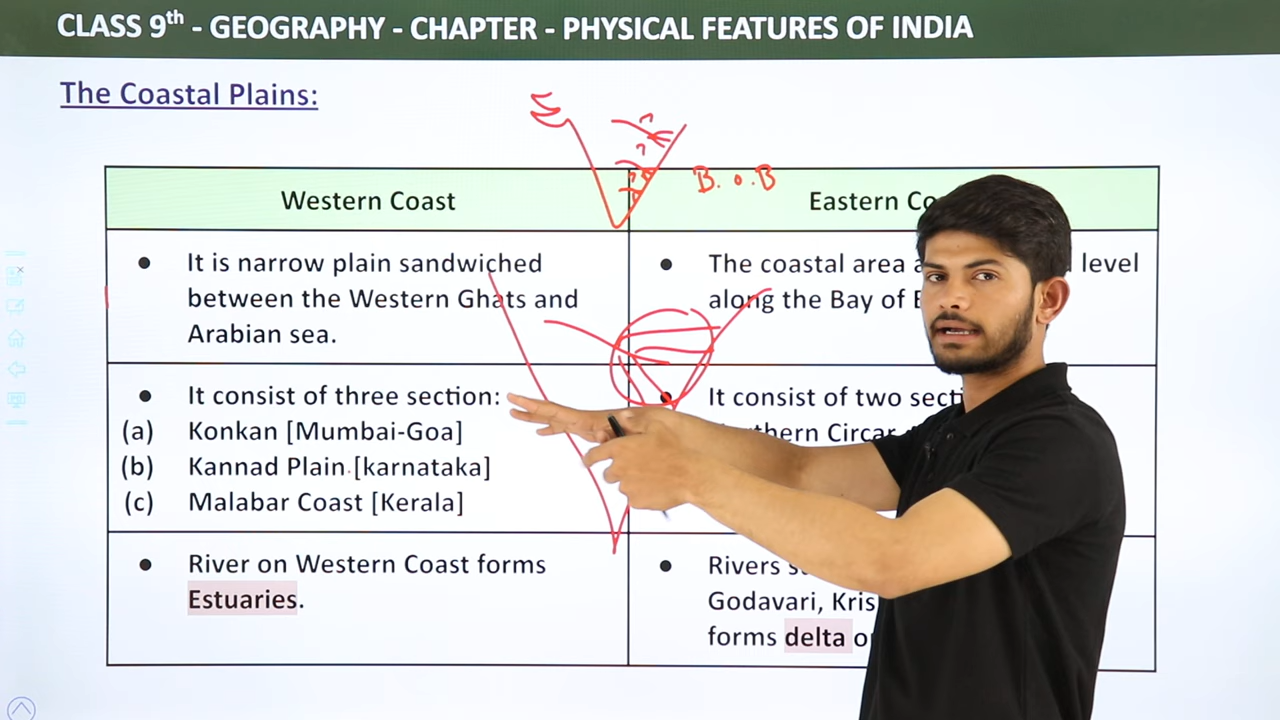 CLASS 9th - GEOGRAPHY - CHAPTER - PHYSICAL FEATURES OF INDIA
The Coastal Plains:
B.O.B
Western Coast
Eastern Co
It is narrow plain sandwiched
between the Western Ghats and
Arabian sea.
The coastal area a level
along the Bay of B
It consist of three section:
(a) Konkan [Mumbai-Goa]
(b) Kannad Plain [karnataka]
(c) Malabar Coast [Kerala]
It consist of two secti
thern Circar
River on Western Coast forms
Estuaries.
Rivers
Godavari, Kris
forms delta o